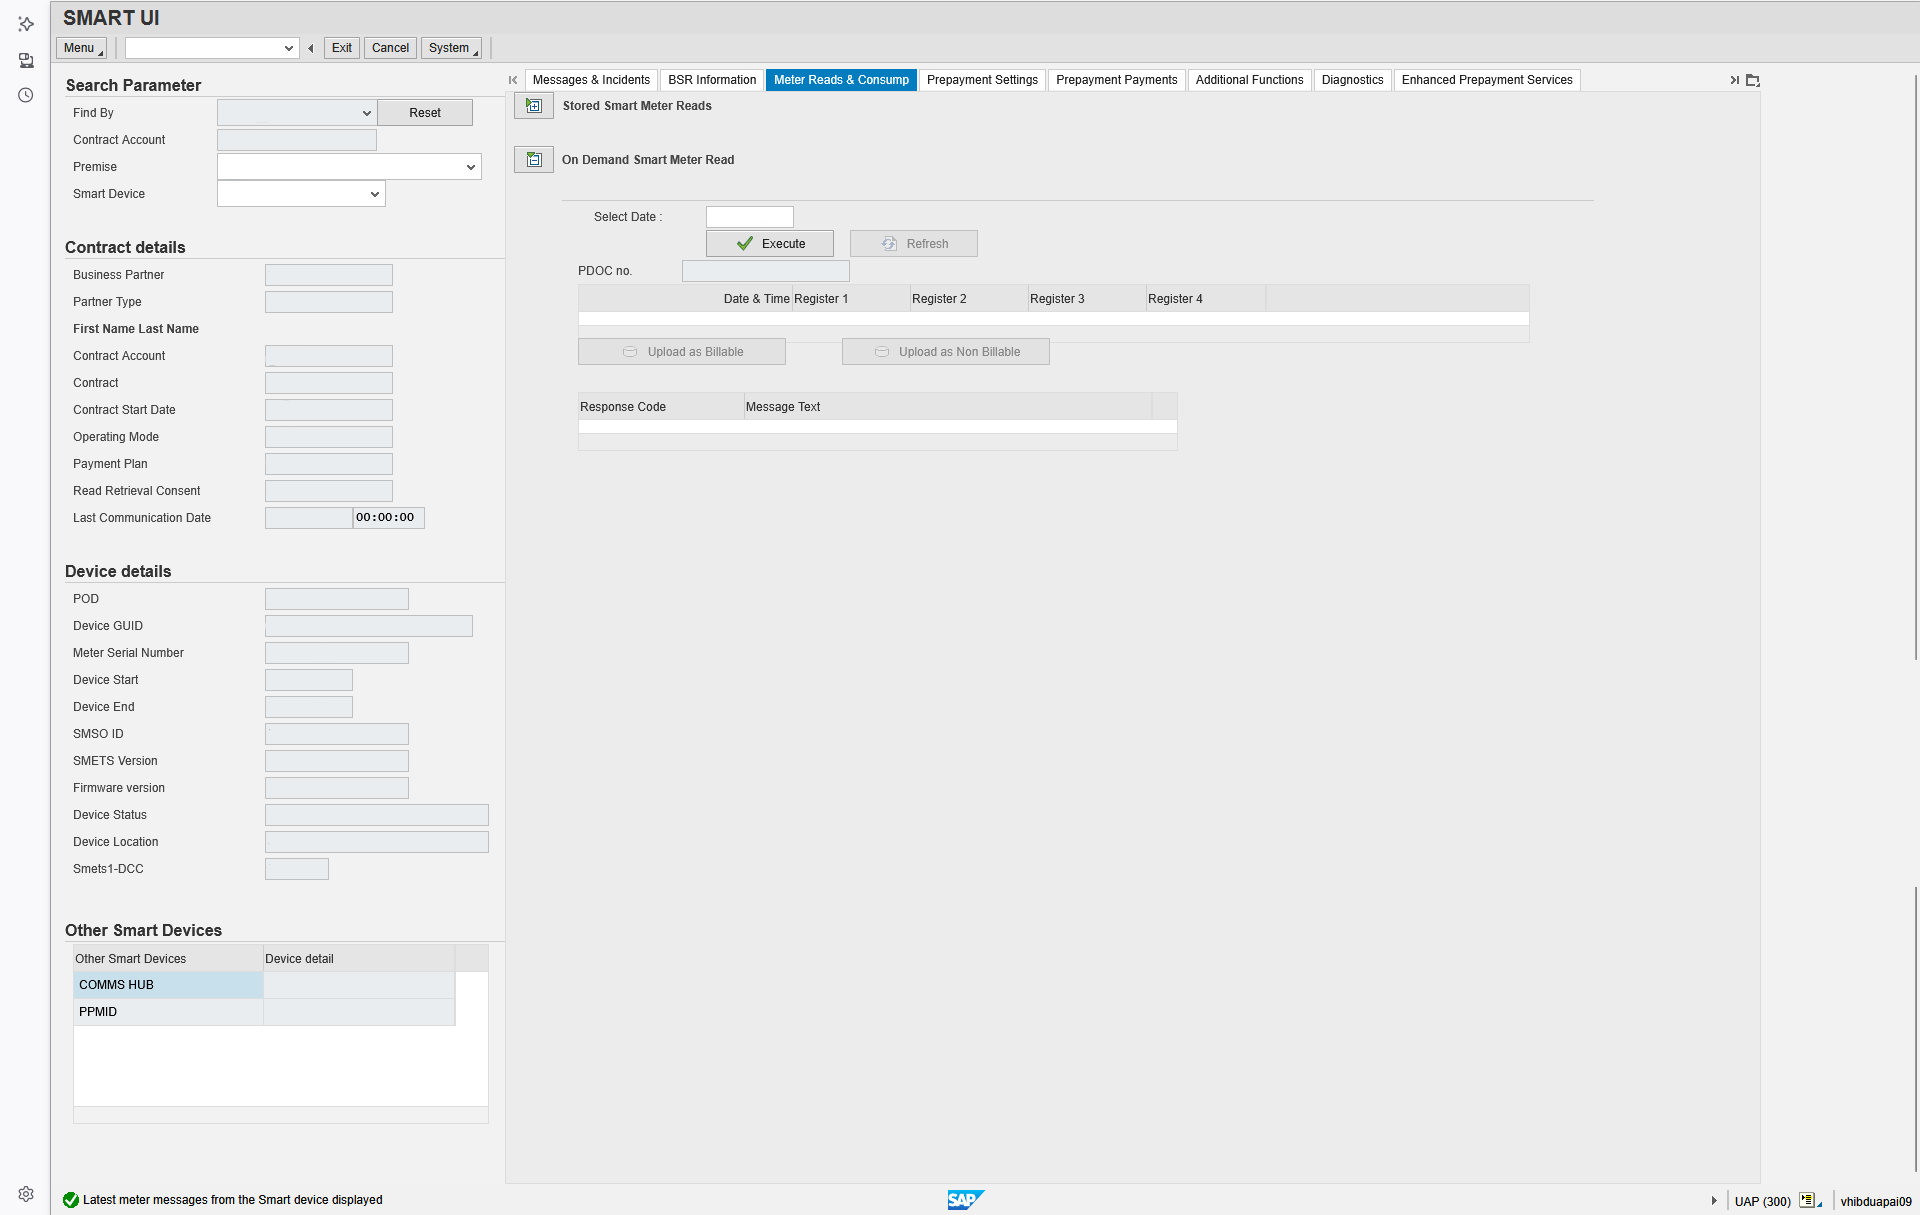 SMART UI
Menu Exit Cancel System
Search Parameter
Find By Reset
Contract Account
Premise
Smart Device
Contract details
Business Partner
Partner Type
First Name Last Name
Contract Account
Contract
Contract Start Date
Operating Mode
Payment Plan
Read Retrieval Consent
Last Communication Date 00:00:00
Device details
POD
Device GUID
Meter Serial Number
Device Start
Device End
SMSO ID
SMETS Version
Firmware version
Device Status
Device Location
Smets1-DCC
Other Smart Devices
Other Smart Devices Device detail
COMMS HUB
PPMID
Messages & Incidents BSR Information Meter Reads & Consump Prepayment Settings Prepayment Payments Additional Functions Diagnostics Enhanced Prepayment Services
Stored Smart Meter Reads
On Demand Smart Meter Read
Select Date :
Execute Refresh
PDOC no.
Date & Time Register 1 Register 2 Register 3 Register 4
Upload as Billable Upload as Non Billable
Response Code Message Text
Latest meter messages from the Smart device displayed SAP UAP (300) vhibduapai09